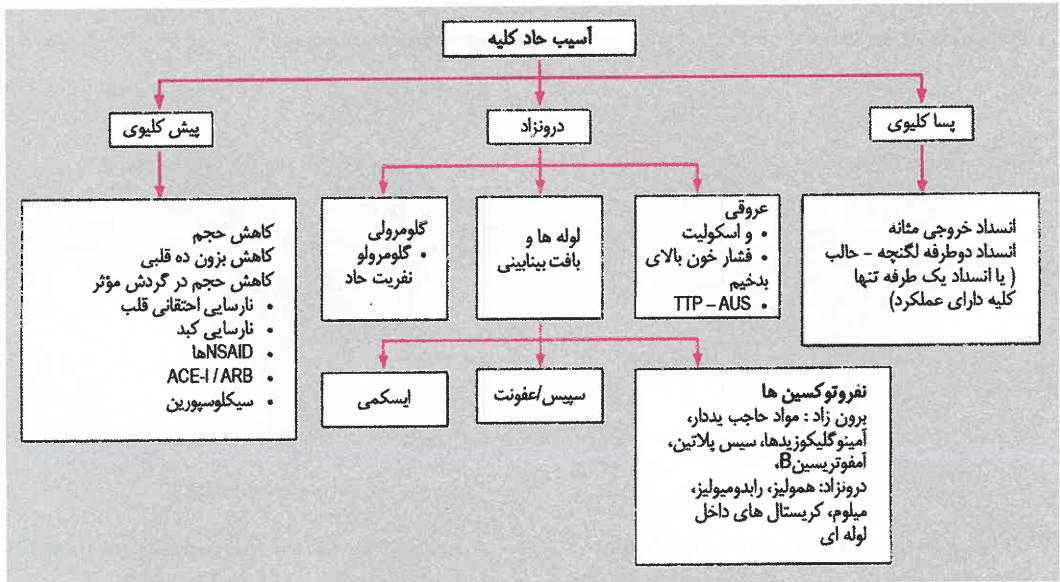 آسیب حاد کلیه
پیش کلیوی
درونزاد
پسا کلیوی
کاهش حجم
کاهش بزون ده قلبی
کاهش حجم در گردش مؤثر
• نارسایی احتقانی قلب
• نارسایی کبد
• NSAIDها
• ACE-I / ARB
• سیکلوسپورین
گلومرولی
• گلومرولو
نفریت حاد
لوله ها و
بافت بینابینی
عروقی
• و اسکولیت
• فشار خون بالای
بدخیم
• TTP – AUS
انسداد خروجی مثانه
انسداد دوطرفه لگنچه - حالب
( یا انسداد یک طرفه تنها
کلیه دارای عملکرد)
ایسکمی
سپیس/عفونت
نفروتوکسین ها
برون زاد : مواد حاجب یددار،
آمینوگلیکوزیدها، سیس پلاتین،
آمفوتریسینB،
درونزاد: همولیز، رابدومیولیز،
میلوم، کریستال های داخل
لوله ای